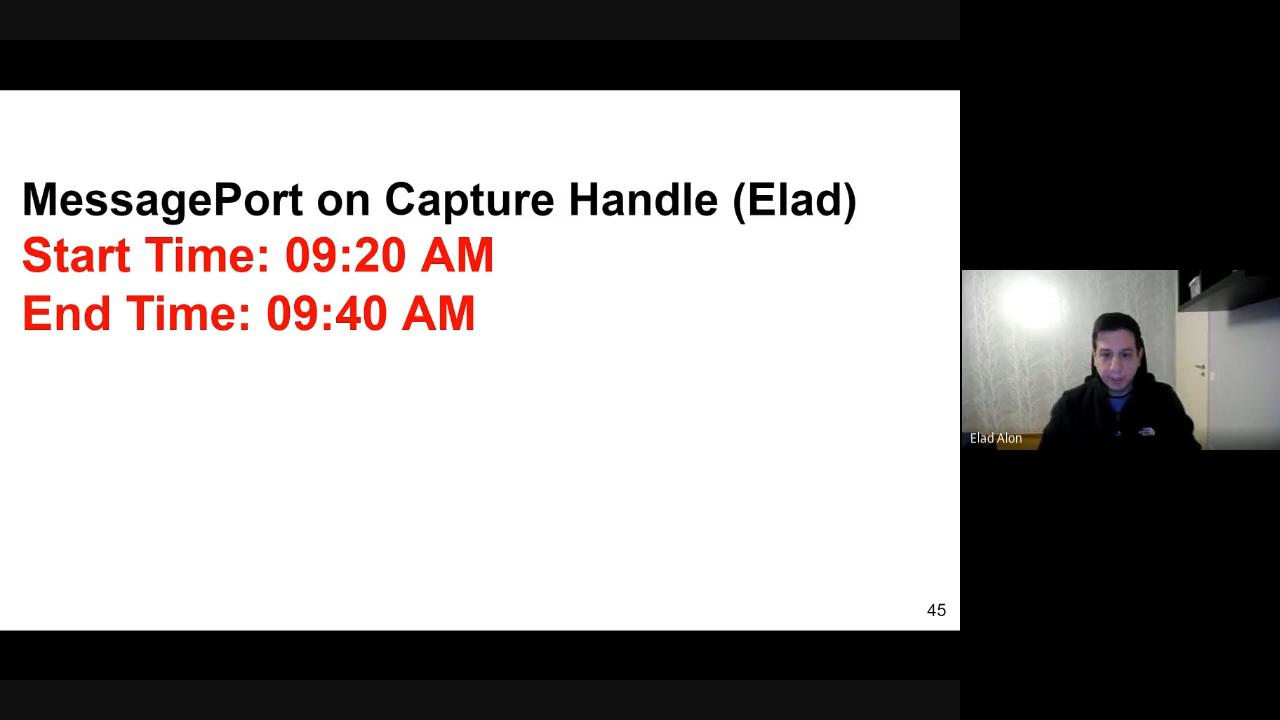 MessagePort on Capture Handle (Elad)
Start Time: 09:20 AM
End Time: 09:40 AM
45
Elad Alon